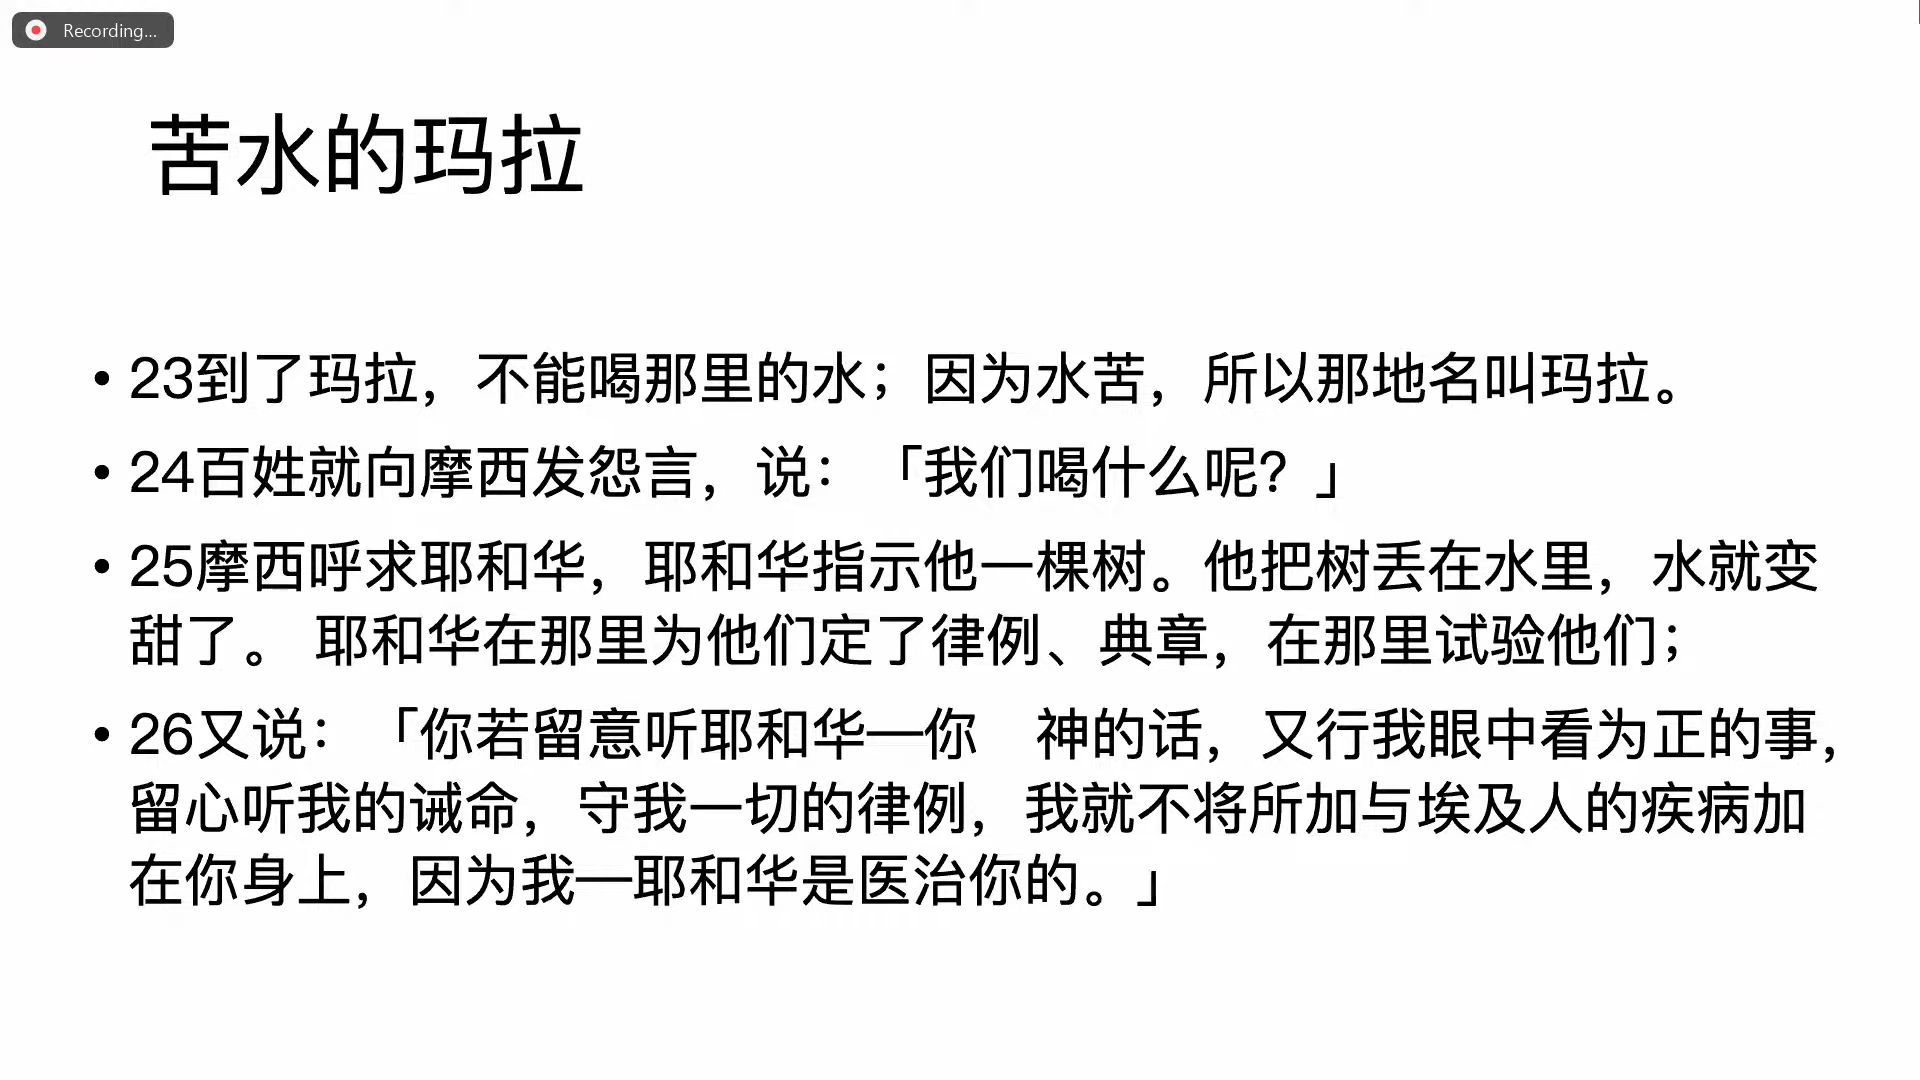 Recording...
苦水的玛拉
• 23到了玛拉，不能喝那里的水；因为水苦，所以那地名叫玛拉。
• 24百姓就向摩西发怨言，说：「我们喝什么呢？」
• 25摩西呼求耶和华，耶和华指示他一棵树。他把树丢在水里，水就变
甜了。 耶和华在那里为他们定了律例、典章，在那里试验他们；
• 26又说：「你若留意听耶和华—你　神的话，又行我眼中看为正的事，
留心听我的诫命，守我一切的律例，我就不将所加与埃及人的疾病加
在你身上，因为我—耶和华是医治你的。」